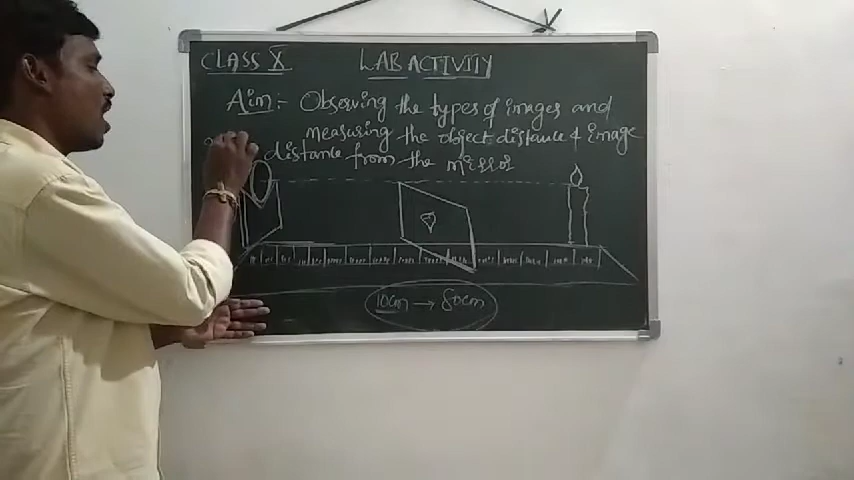 CLASS X
LAB ACTIVITY
Aim:- Observing the types of images and
measuring the object distance & image
distance from the mirror
10cm → 80cm